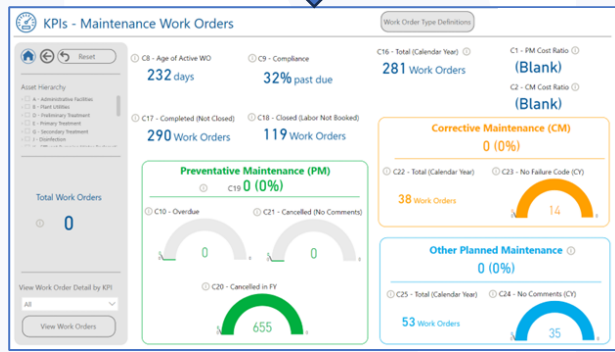 KPIs - Maintenance Work Orders
Work Order Type Definitions
Reset
Asset Hierarchy
A - Administrative Facilities
B - Plant Utilities
D - Preliminary Treatment
E - Primary Treatment
G - Secondary Treatment
J - Disinfection
Total Work Orders
0
View Work Order Detail by KPI
All
View Work Orders
C8 - Age of Active WO
232 days
C9 - Compliance
32% past due
C17 - Completed (Not Closed)
290 Work Orders
C18 - Closed (Labor Not Booked)
119 Work Orders
C16 - Total (Calendar Year)
281 Work Orders
C1 - PM Cost Ratio
(Blank)
C2 - CM Cost Ratio
(Blank)
Preventative Maintenance (PM)
C19 0 (0%)
C10 - Overdue
0
C21 - Cancelled (No Comments)
0
C20 - Cancelled in FY
655
Corrective Maintenance (CM)
0 (0%)
C22 - Total (Calendar Year)
38 Work Orders
C23 - No Failure Code (CY)
14
Other Planned Maintenance
0 (0%)
C25 - Total (Calendar Year)
53 Work Orders
C24 - No Comments (CY)
35